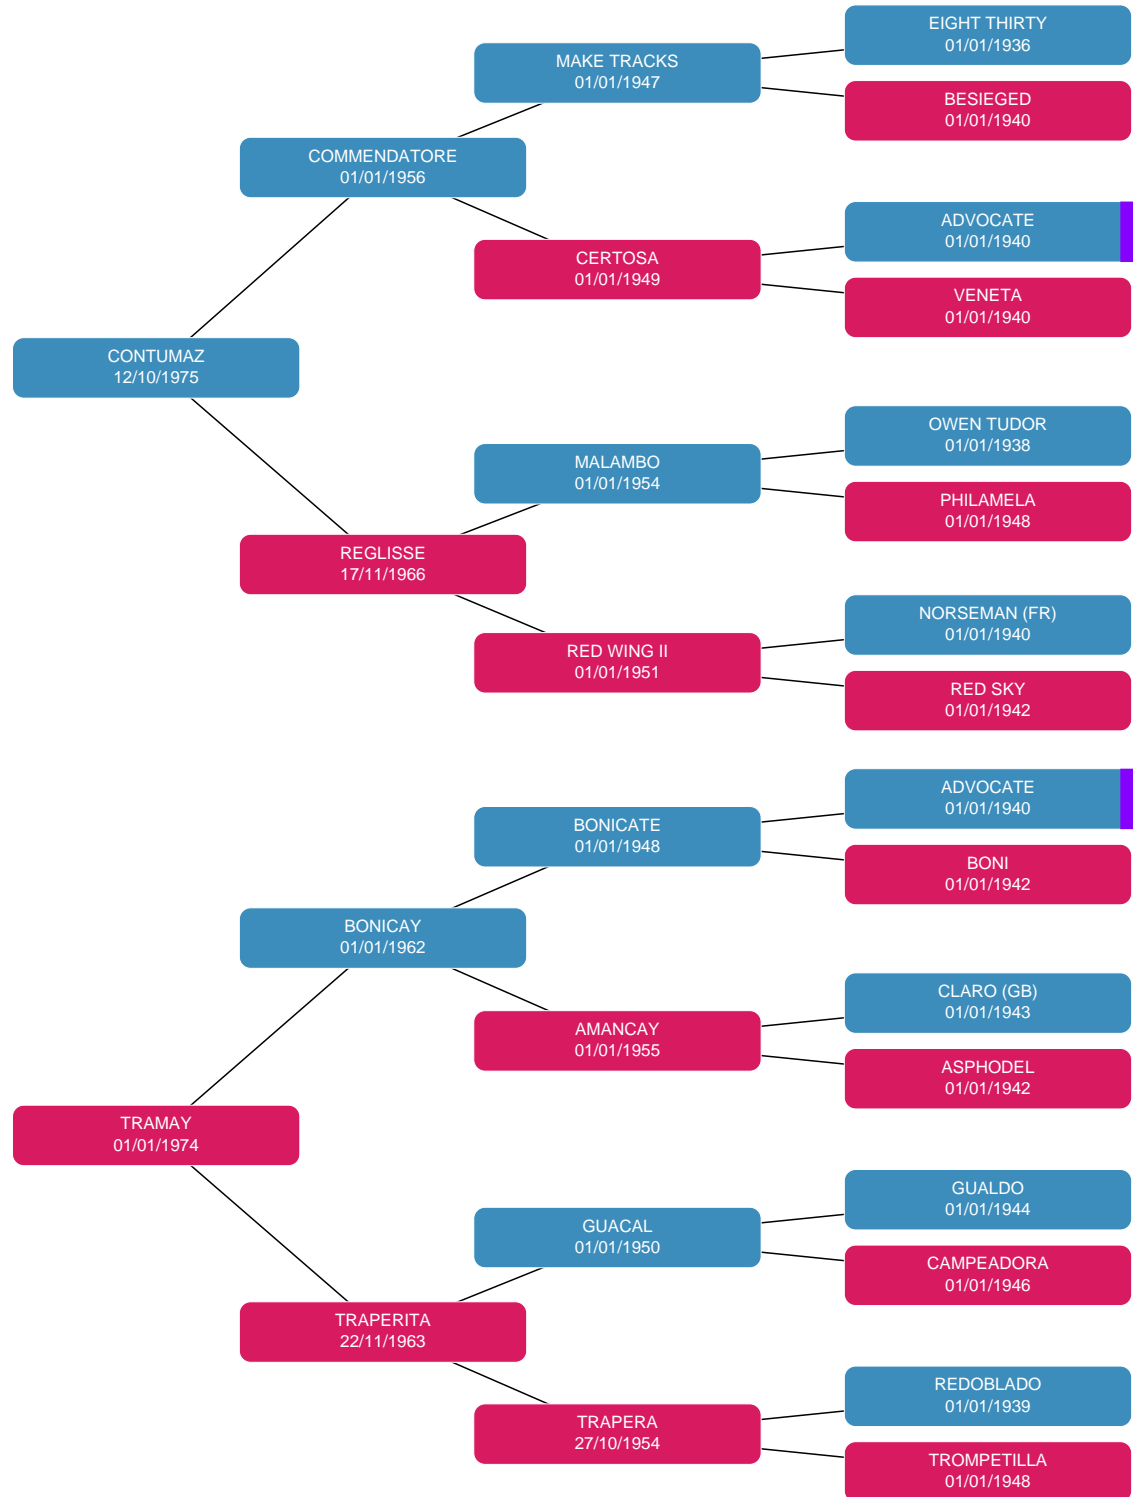 EIGHT THIRTY
01/01/1936
MAKE TRACKS
01/01/1947
BESIEGED
01/01/1940
COMMENDATORE
01/01/1956
ADVOCATE
01/01/1940
CERTOSA
01/01/1949
VENETA
01/01/1940
CONTUMAZ
12/10/1975
OWEN TUDOR
01/01/1938
MALAMBO
01/01/1954
PHILAMELA
01/01/1948
REGLISSE
17/11/1966
NORSEMAN (FR)
01/01/1940
RED WING II
01/01/1951
RED SKY
01/01/1942
ADVOCATE
01/01/1940
BONICATE
01/01/1948
BONI
01/01/1942
BONICAY
01/01/1962
CLARO (GB)
01/01/1943
AMANCAY
01/01/1955
ASPHODEL
01/01/1942
TRAMAY
01/01/1974
GUALDO
01/01/1944
GUACAL
01/01/1950
CAMPEADORA
01/01/1946
TRAPERITA
22/11/1963
REDOBLADO
01/01/1939
TRAPERA
27/10/1954
TROMPETILLA
01/01/1948